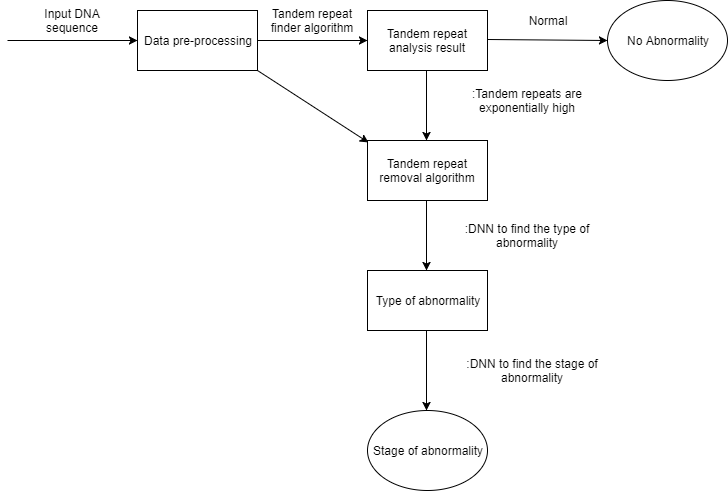 Input DNA
sequence
Data pre-processing
Tandem repeat
finder algorithm
Tandem repeat
analysis result
Normal
No Abnormality
:Tandem repeats are
exponentially high
Tandem repeat
removal algorithm
:DNN to find the type of
abnormality
Type of abnormality
:DNN to find the stage of
abnormality
Stage of abnormality